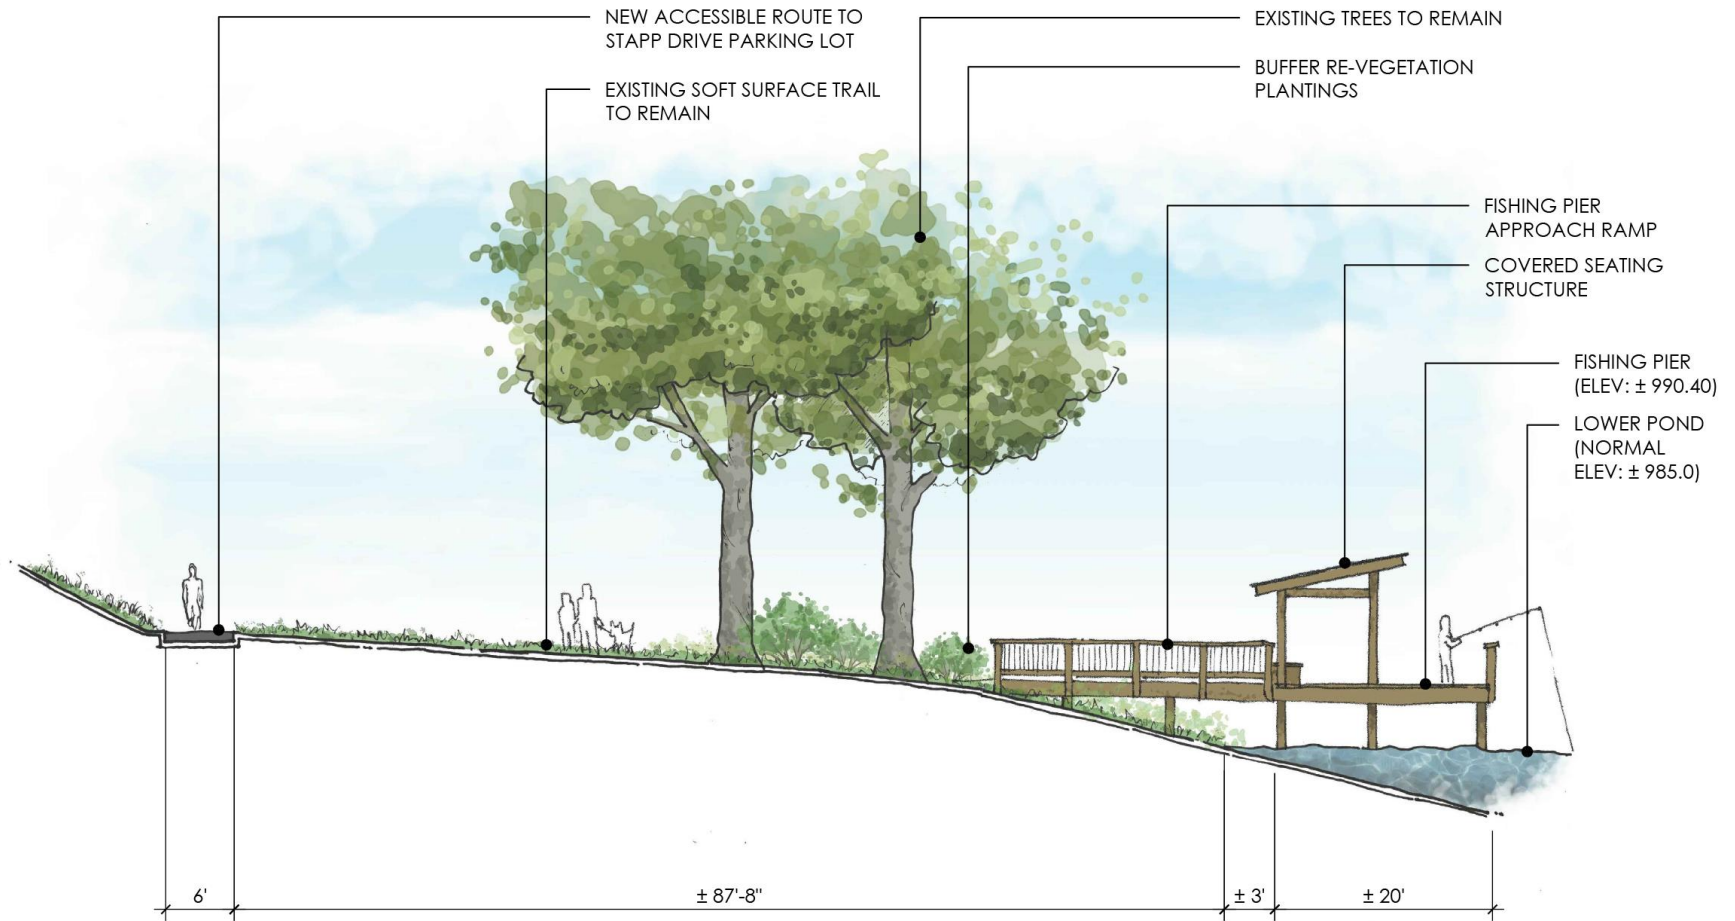 NEW ACCESSIBLE ROUTE TO
STAPP DRIVE PARKING LOT
EXISTING SOFT SURFACE TRAIL
TO REMAIN
EXISTING TREES TO REMAIN
BUFFER RE-VEGETATION
PLANTINGS
FISHING PIER
APPROACH RAMP
COVERED SEATING
STRUCTURE
FISHING PIER
(ELEV: ± 990.40)
LOWER POND
(NORMAL
ELEV: ± 985.0)
6'
± 87'-8"
± 3'
± 20'